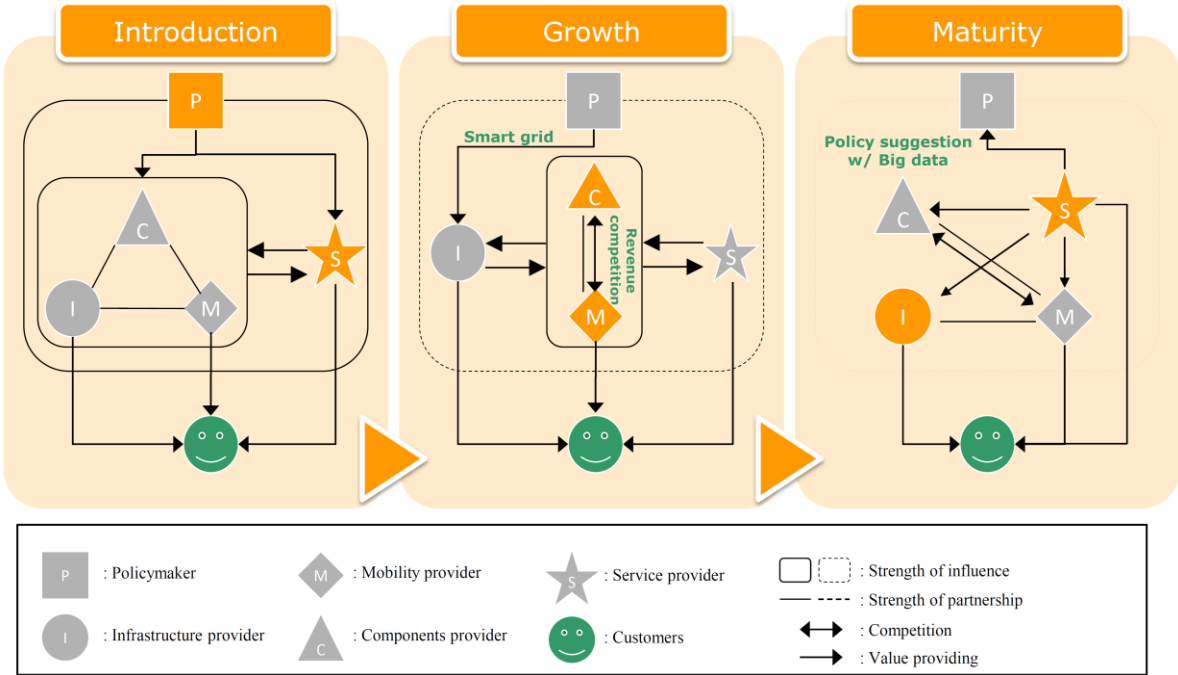 Introduction
Growth
Maturity
P
C
I
M
S
P
Smart grid
C
I
Revenue
competition
S
M
P
Policy suggestion
w/ Big data
C
S
I
M
P
: Policymaker
M
: Mobility provider
S
: Service provider
: Strength of influence
: Strength of partnership
I
: Infrastructure provider
C
: Components provider
: Customers
: Competition
: Value providing